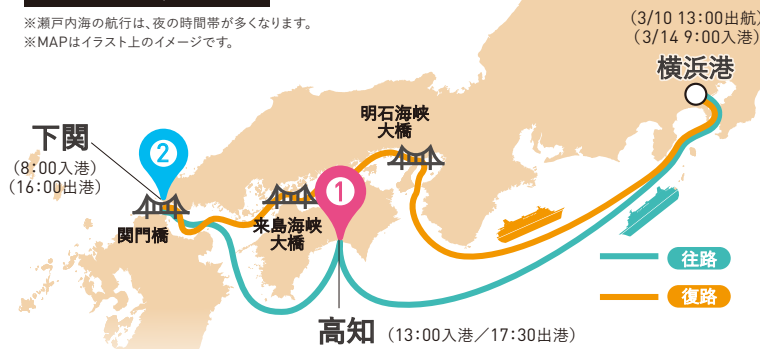 ※瀬戸内海の航行は、夜の時間帯が多くなります。
※MAPはイラスト上のイメージです。
(3/10 13:00出航)
(3/14 9:00入港)
横浜港
明石海峡
大橋
下関
(8:00入港)
(16:00出港)
2
1
関門橋
来島海峡
大橋
往路
復路
高知 (13:00入港/17:30出港)